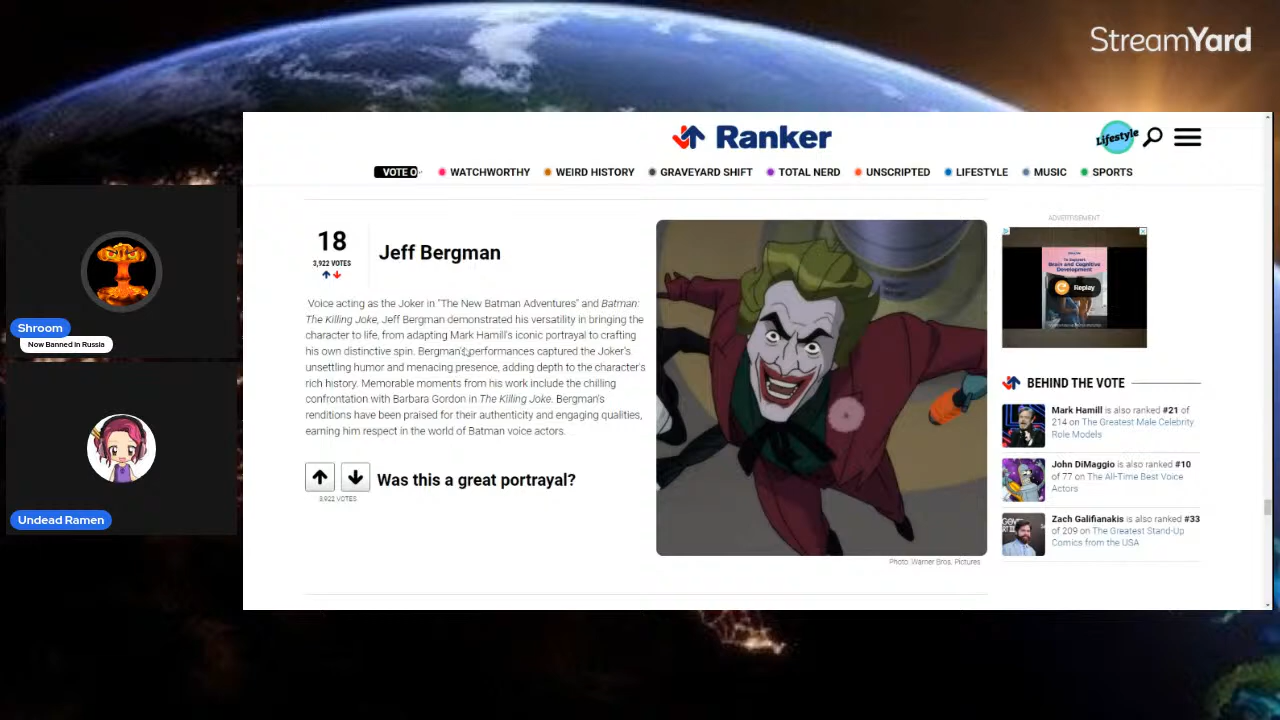 StreamYard
Ranker
Lifestyle
VOTE O
WATCHWORTHY
WEIRD HISTORY
GRAVEYARD SHIFT
TOTAL NERD
UNSCRIPTED
LIFESTYLE
MUSIC
SPORTS
18
3,922 VOTES
Jeff Bergman
Voice acting as the Joker in "The New Batman Adventures" and Batman:
The Killing Joke, Jeff Bergman demonstrated his versatility in bringing the
character to life, from adapting Mark Hamill's iconic portrayal to crafting
his own distinctive spin. Bergman's performances captured the Joker's
unsettling humor and menacing presence, adding depth to the character's
rich history. Memorable moments from his work include the chilling
confrontation with Barbara Gordon in The Killing Joke. Bergman's
renditions have been praised for their authenticity and engaging qualities,
earning him respect in the world of Batman voice actors.
Was this a great portrayal?
3,922 VOTES
Photo: Warner Bros. Pictures
ADVERTISEMENT
Brain and Cognitive
Development
Replay
BEHIND THE VOTE
Mark Hamill is also ranked #21 of
214 on The Greatest Male Celebrity
Role Models
John DiMaggio is also ranked #10
of 77 on The All-Time Best Voice
Actors
Zach Galifianakis is also ranked #33
of 209 on The Greatest Stand-Up
Comics from the USA
Shroom
Now Banned in Russia
Undead Ramen